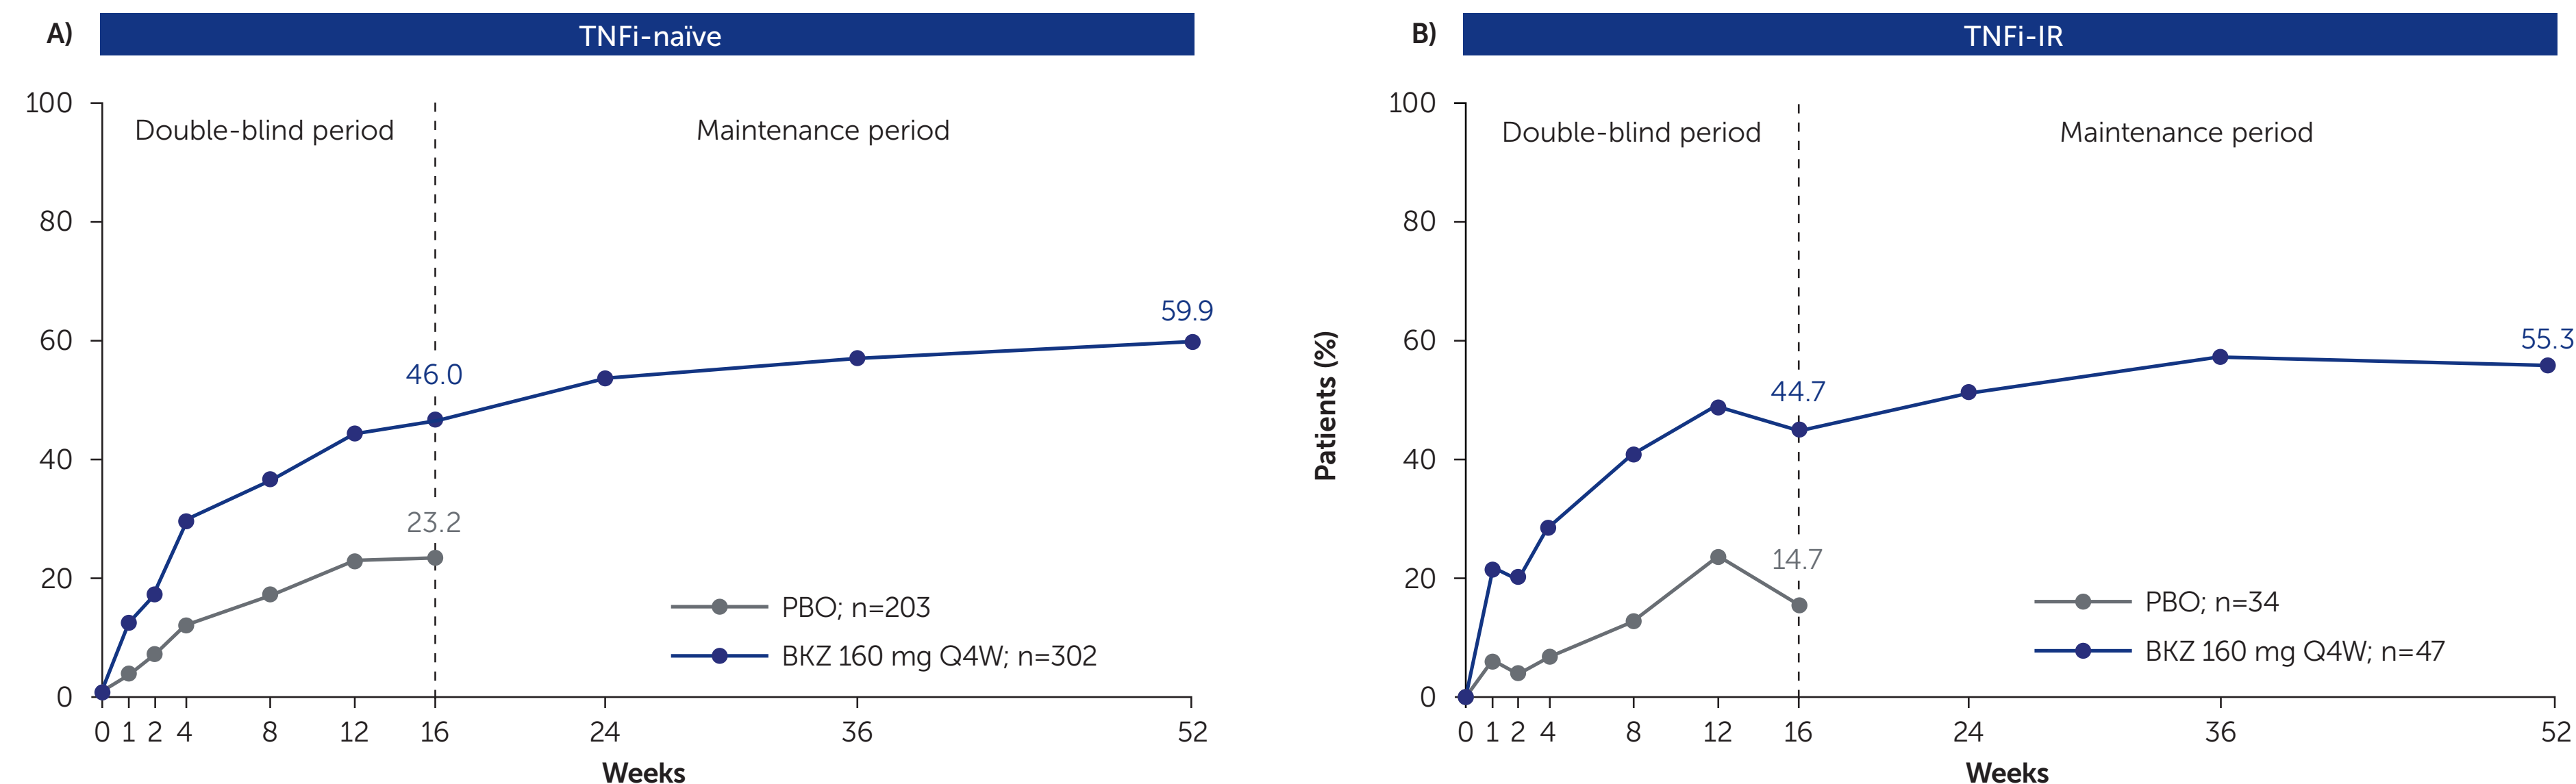 A)
TNFi-naïve
100
80
60
40
20
0
Double-blind period
Maintenance period
46.0
59.9
23.2
PBO; n=203
BKZ 160 mg Q4W; n=302
0 1 2 4 8 12 16 24 36 52
Weeks
B)
TNFi-IR
Patients (%)
100
80
60
40
20
0
Double-blind period
Maintenance period
44.7
55.3
14.7
PBO; n=34
BKZ 160 mg Q4W; n=47
0 1 2 4 8 12 16 24 36 52
Weeks